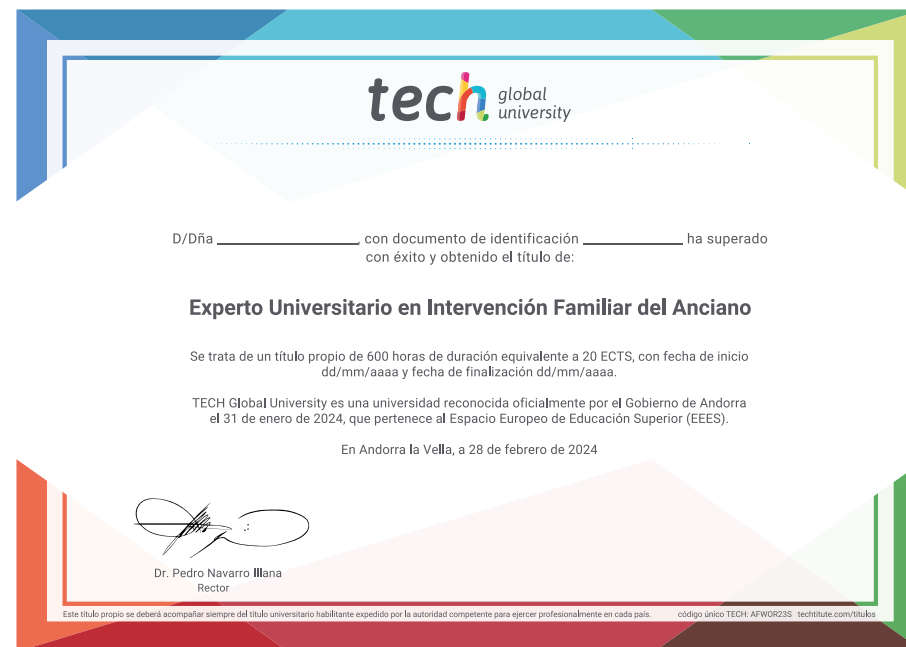 tech global
university
D/Dña ______________, con documento de identificación ____________ ha superado
con éxito y obtenido el título de:
Experto Universitario en Intervención Familiar del Anciano
Se trata de un título propio de 600 horas de duración equivalente a 20 ECTS, con fecha de inicio
dd/mm/aaaa y fecha de finalización dd/mm/aaaa.
TECH Global University es una universidad reconocida oficialmente por el Gobierno de Andorra
el 31 de enero de 2024, que pertenece al Espacio Europeo de Educación Superior (EEES).
En Andorra la Vella, a 28 de febrero de 2024
Dr. Pedro Navarro Illana
Rector
Este título propio se deberá acompañar siempre del título universitario habilitante expedido por la autoridad competente para ejercer profesionalmente en cada país. código único TECH: AFWOR23S techtitute.com/titulos